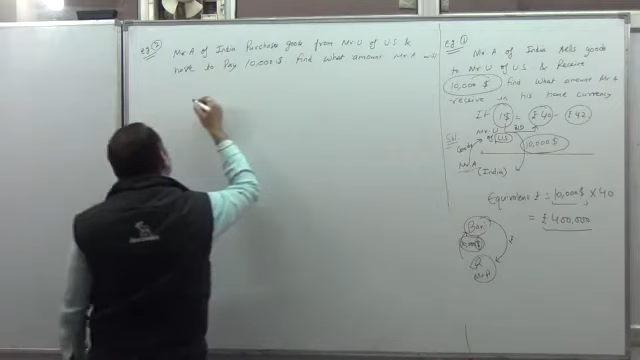 eg ②
Mr. A of India Purchase goods from Mr. U of U.S &
have to Pay 10,000 $ find what amount Mr. A
eg ①
Mr. A of India sells goods
to Mr. U of U.S & Receive
10,000 $ find what amount Mr. A
receive in his home currency
If 1$ = ₹40 - ₹42
Mr. U
of US
Sol
10,000 $
Mr. A
(India)
Equivalent ₹ = 10,000 $ × 40
= ₹ 400,000
Mr. A